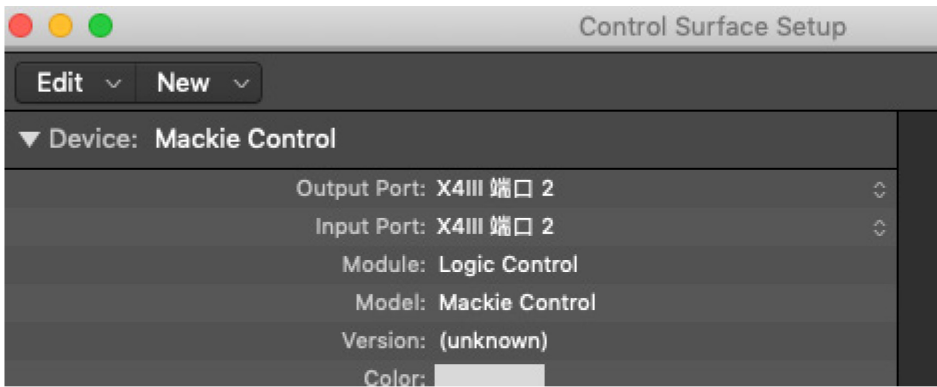 Control Surface Setup
Edit New
Device: Mackie Control
Output Port: X4III 端口 2
Input Port: X4III 端口 2
Module: Logic Control
Model: Mackie Control
Version: (unknown)
Color: